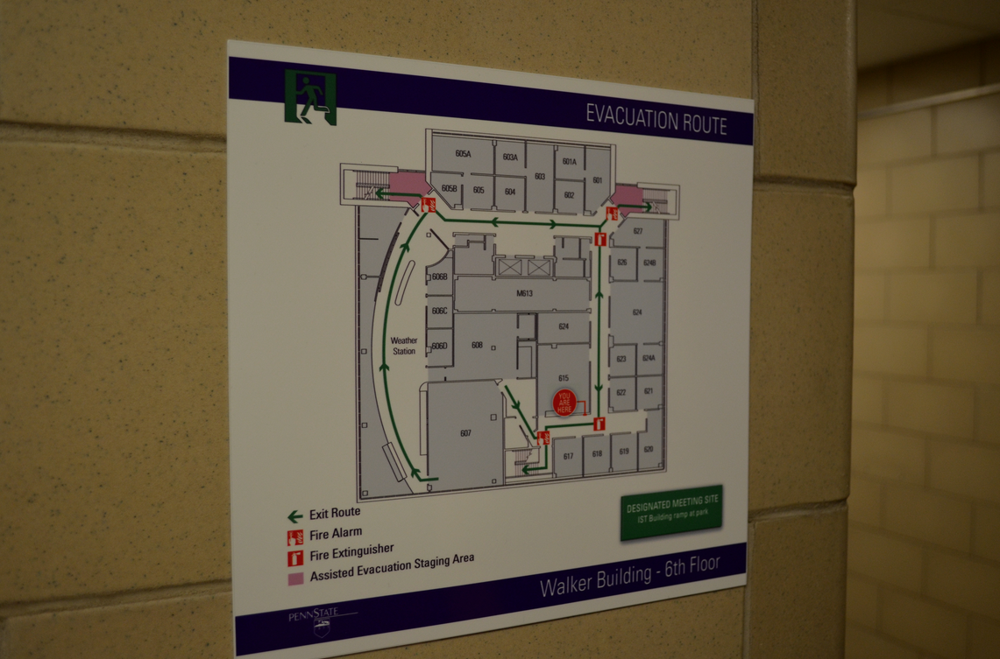 EVACUATION ROUTE
605A
603A
601A
603
601
605B
605
604
602
627
626
624B
606B
M613
606C
624
624
Weather
Station
606D
608
623
624A
615
YOU
ARE
HERE
622
621
607
617
618
619
620
DESIGNATED MEETING SITE
IST Building ramp at park
Exit Route
Fire Alarm
Fire Extinguisher
Assisted Evacuation Staging Area
Walker Building - 6th Floor
PENNSTATE